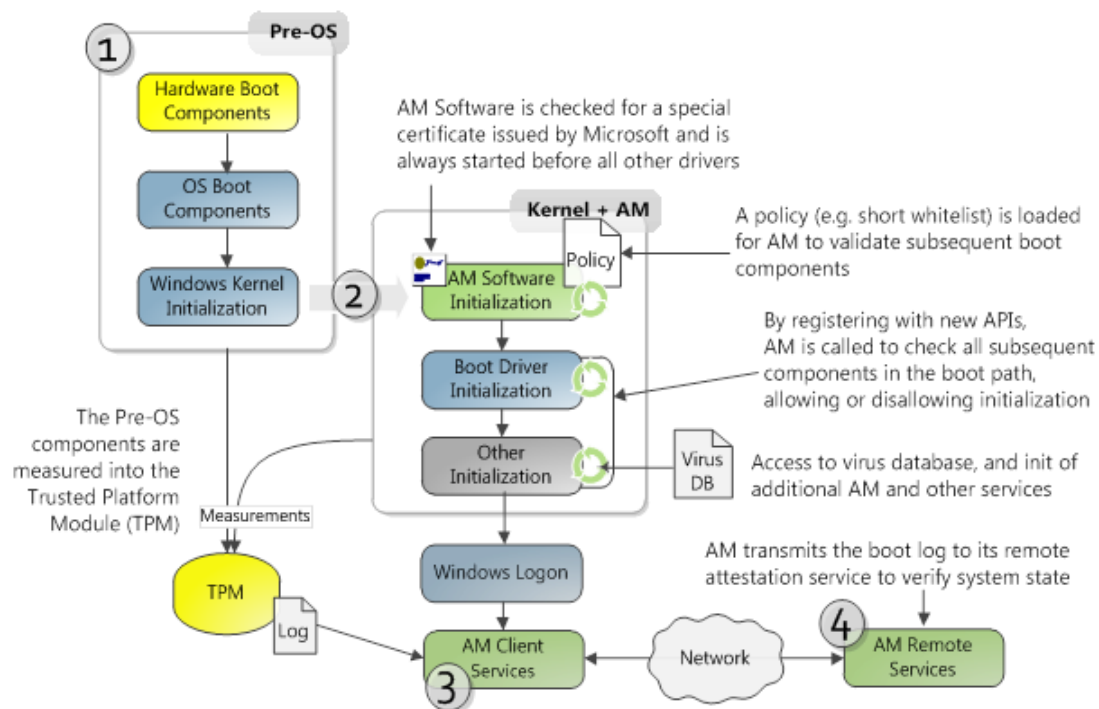 1
Pre-OS
Hardware Boot
Components
OS Boot
Components
Windows Kernel
Initialization
2
AM Software is checked for a special
certificate issued by Microsoft and is
always started before all other drivers
Kernel + AM
Policy
AM Software
Initialization
Boot Driver
Initialization
Other
Initialization
A policy (e.g. short whitelist) is loaded
for AM to validate subsequent boot
components
By registering with new APIs,
AM is called to check all subsequent
components in the boot path,
allowing or disallowing initialization
Virus
DB
Access to virus database, and init of
additional AM and other services
The Pre-OS
components are
measured into the
Trusted Platform
Module (TPM)
Measurements
TPM
Log
Windows Logon
AM Client
Services
3
Network
AM transmits the boot log to its remote
attestation service to verify system state
4
AM Remote
Services